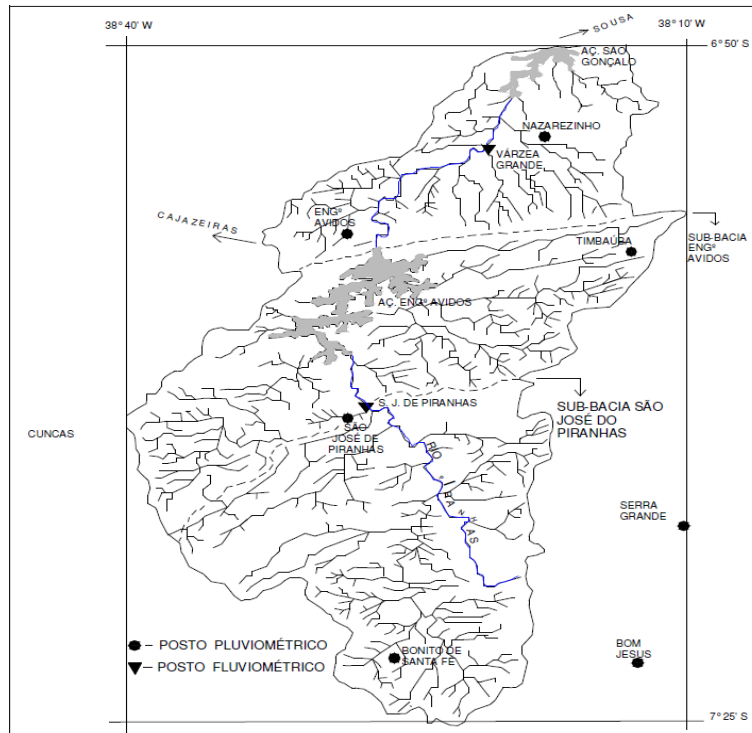 38° 40' W
38° 10' W
6° 50' S
SOUSA
AÇ. SAO
GONÇALO
NAZAREZINHO
VÁRZEA
GRANDE
ENGº
AVIDOS
CAJAZEIRAS
TIMBAÚBA
SUB-BACIA
ENGº
AVIDOS
AÇ. ENGº AVIDOS
S. J. DE PIRANHAS
SÃO
JOSÉ DE
PIRANHAS
SUB-BACIA SÃO
JOSÉ DO
PIRANHAS
CUNCAS
RIO
SERRA
GRANDE
BOM
JESUS
BONITO DE
SANTA FÉ
– POSTO PLUVIOMÉTRICO
– POSTO FLUVIOMÉTRICO
7° 25' S